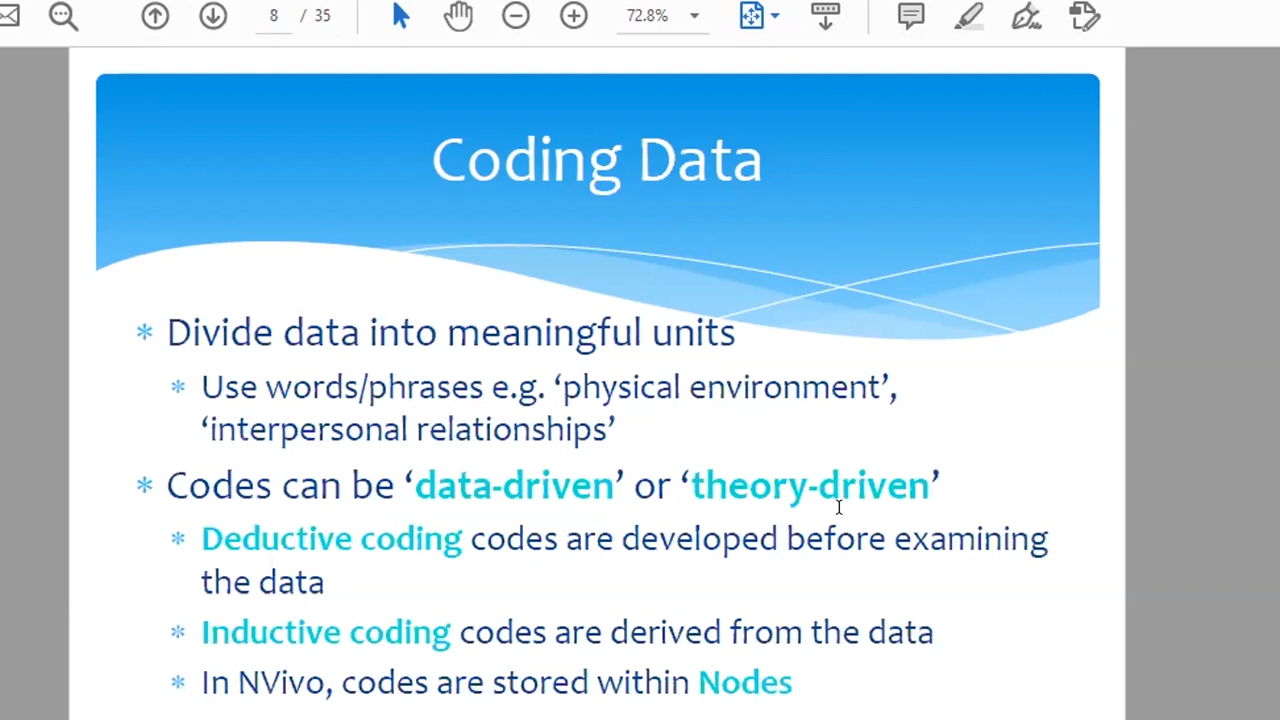 8 / 35 72.8%
Coding Data
* Divide data into meaningful units
* Use words/phrases e.g. ‘physical environment’,
‘interpersonal relationships’
* Codes can be ‘data-driven’ or ‘theory-driven’
* Deductive coding codes are developed before examining
the data
* Inductive coding codes are derived from the data
* In NVivo, codes are stored within Nodes